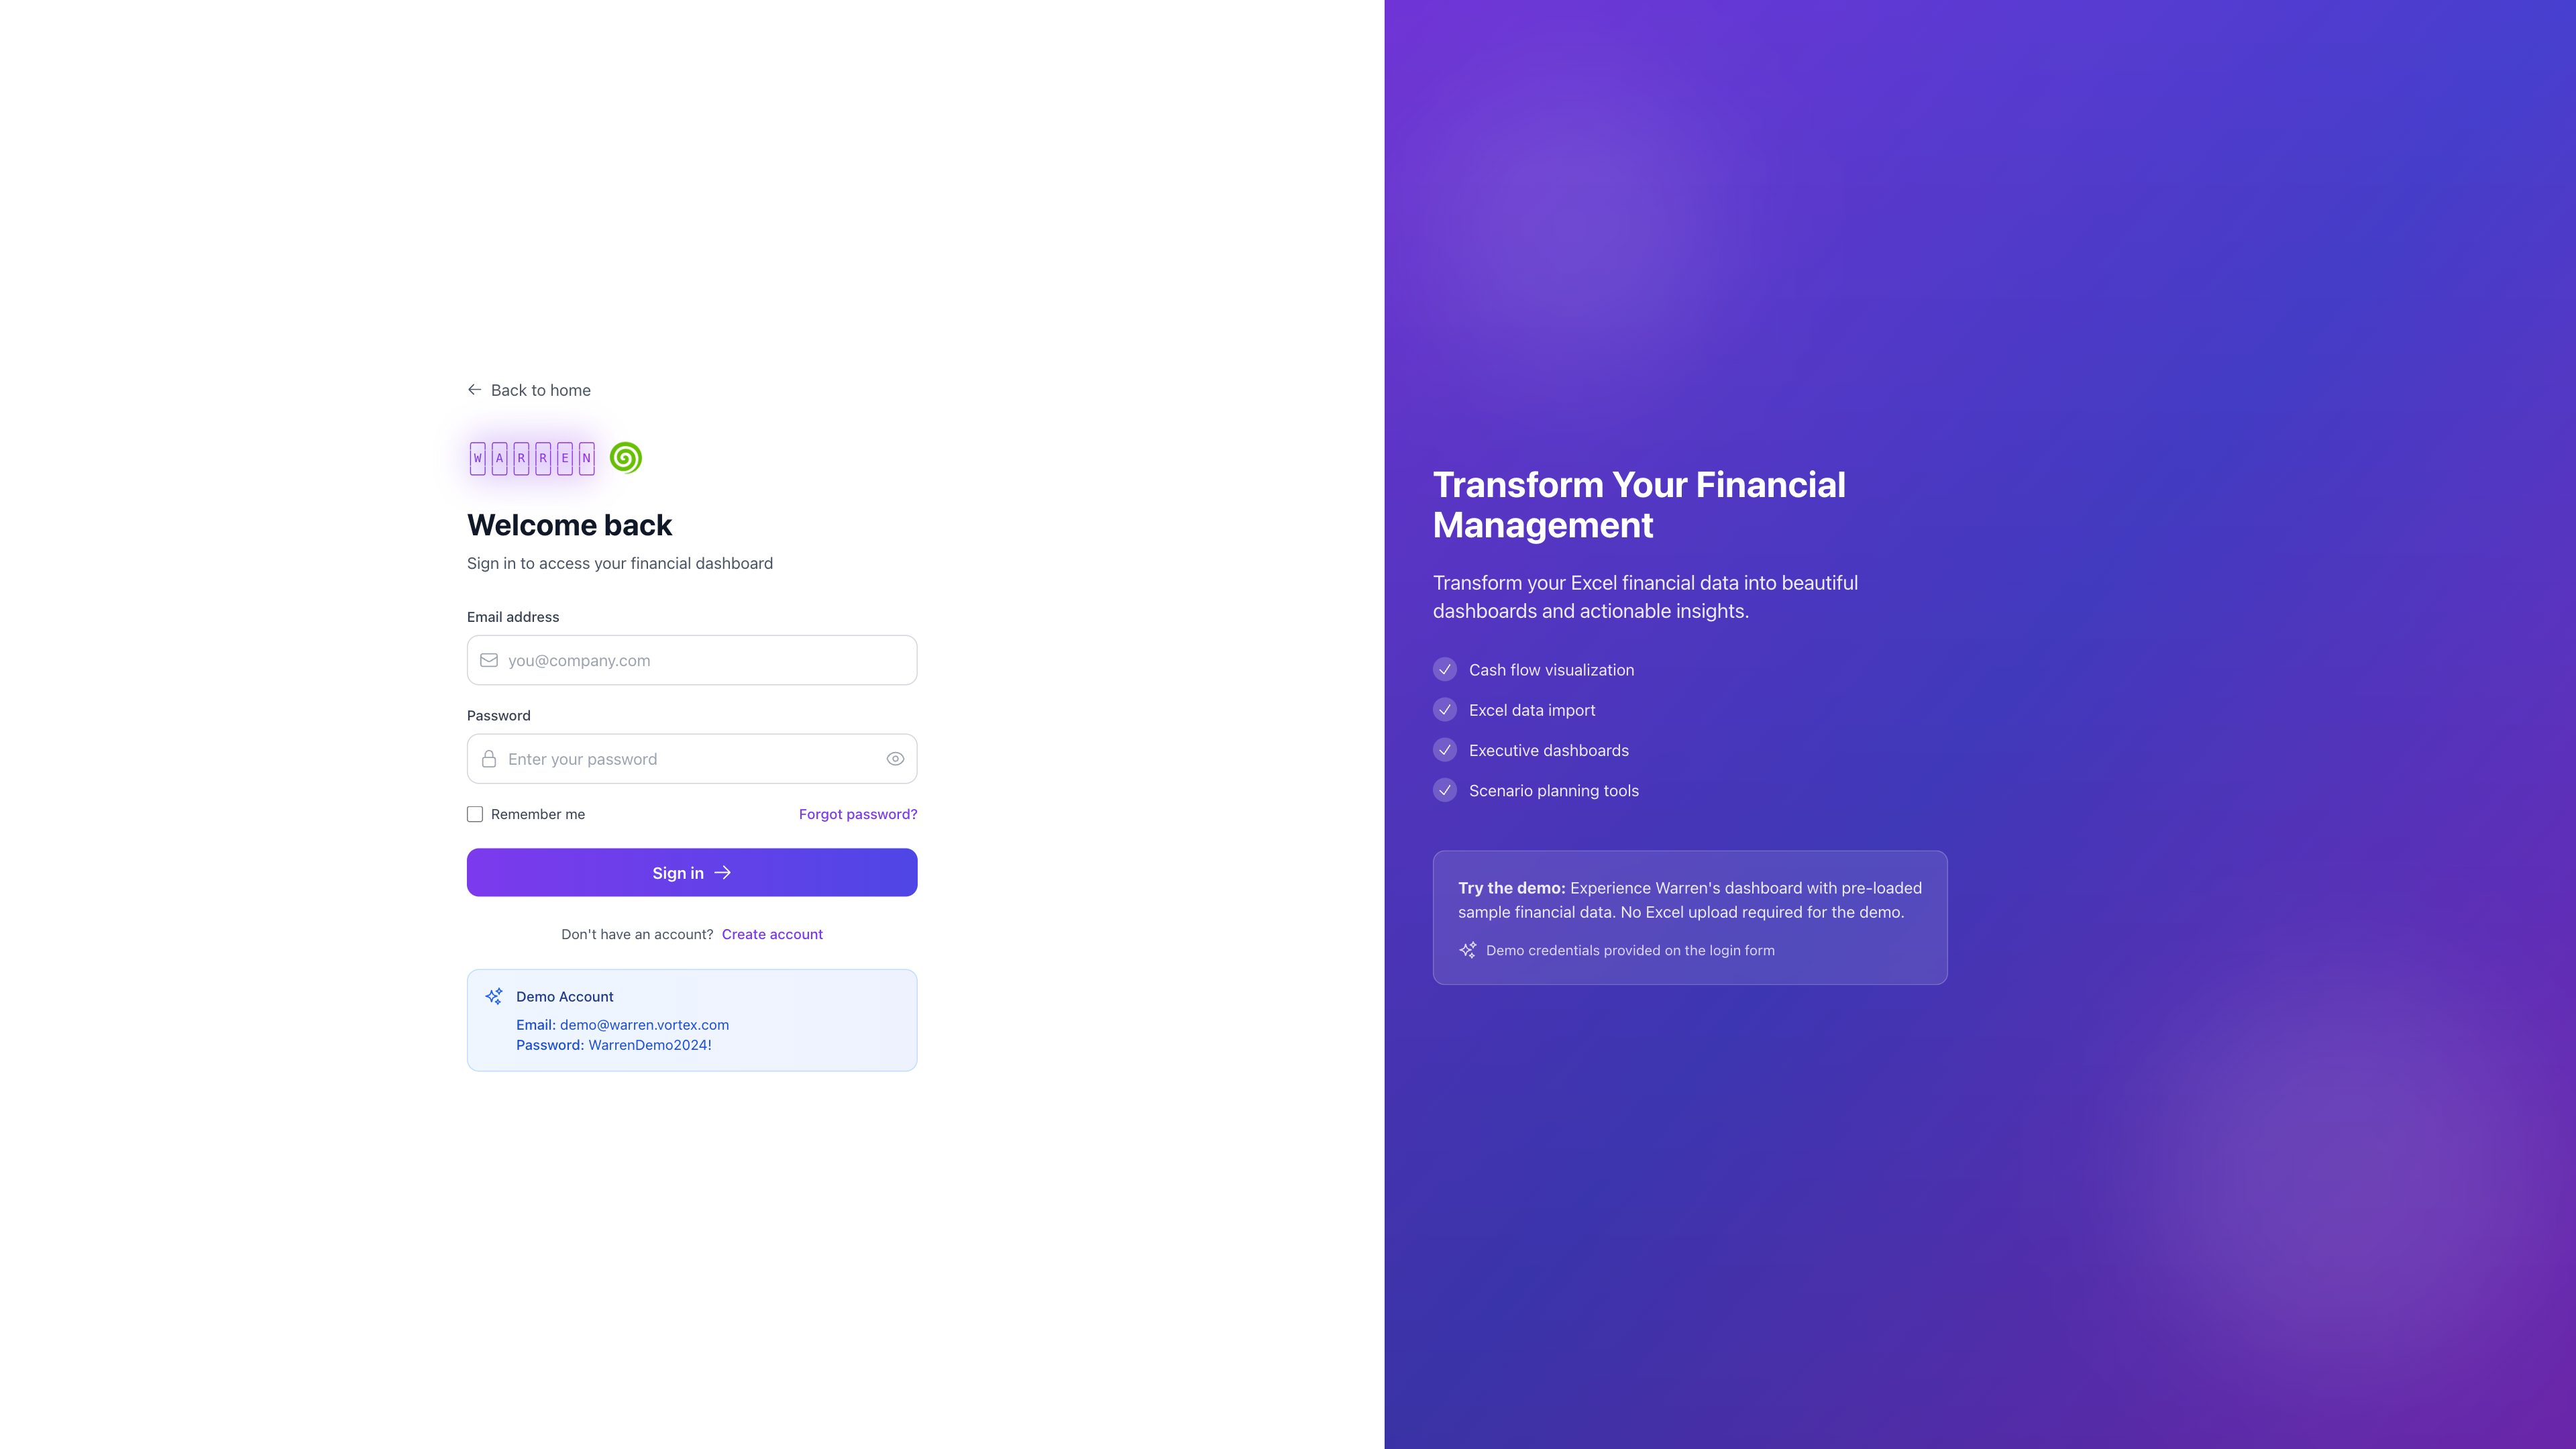 Back to home
WARREN
Welcome back
Sign in to access your financial dashboard
Email address
you@company.com
Password
Enter your password
Remember me
Forgot password?
Sign in
Don't have an account? Create account
Demo Account
Email: demo@warren.vortex.com
Password: WarrenDemo2024!
Transform Your Financial
Management
Transform your Excel financial data into beautiful
dashboards and actionable insights.
Cash flow visualization
Excel data import
Executive dashboards
Scenario planning tools
Try the demo: Experience Warren's dashboard with pre-loaded
sample financial data. No Excel upload required for the demo.
Demo credentials provided on the login form